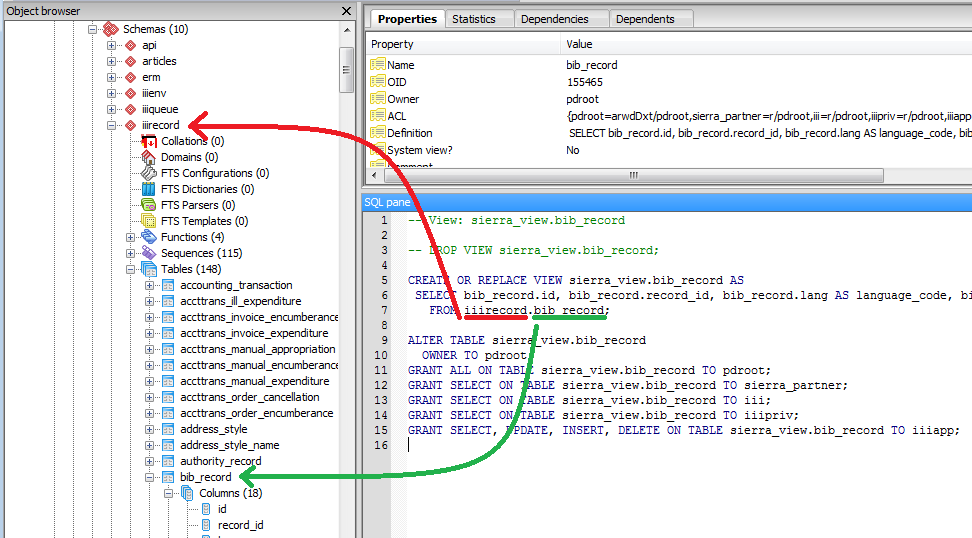 Object browser
Schemas (10)
api
articles
erm
iiienv
iiiqueue
iiirecord
Collations (0)
Domains (0)
FTS Configurations (0)
FTS Dictionaries (0)
FTS Parsers (0)
FTS Templates (0)
Functions (4)
Sequences (115)
Tables (148)
accounting_transaction
accttrans_ill_expenditure
accttrans_invoice_encumberance
accttrans_invoice_expenditure
accttrans_manual_appropriation
accttrans_manual_encumberance
accttrans_manual_expenditure
accttrans_order_cancellation
accttrans_order_encumberance
address_style
address_style_name
authority_record
bib_record
Columns (18)
id
record_id
Properties Statistics Dependencies Dependents
Property Value
Name bib_record
OID 155465
Owner pdroot
ACL {pdroot=arwdDxt/pdroot,sierra_partner=r/pdroot,iii=r/pdroot,iiipriv=r/pdroot,iiiapp
Definition SELECT bib_record.id, bib_record.record_id, bib_record.lang AS language_code, bi
System view? No
Comment
SQL pane
1 -- View: sierra_view.bib_record
2
3 -- DROP VIEW sierra_view.bib_record;
4
5 CREATE OR REPLACE VIEW sierra_view.bib_record AS
6 SELECT bib_record.id, bib_record.record_id, bib_record.lang AS language_code, bi
7 FROM iiirecord.bib_record;
8
9 ALTER TABLE sierra_view.bib_record
10 OWNER TO pdroot;
11 GRANT ALL ON TABLE sierra_view.bib_record TO pdroot;
12 GRANT SELECT ON TABLE sierra_view.bib_record TO sierra_partner;
13 GRANT SELECT ON TABLE sierra_view.bib_record TO iii;
14 GRANT SELECT ON TABLE sierra_view.bib_record TO iiipriv;
15 GRANT SELECT, UPDATE, INSERT, DELETE ON TABLE sierra_view.bib_record TO iiiapp;
16